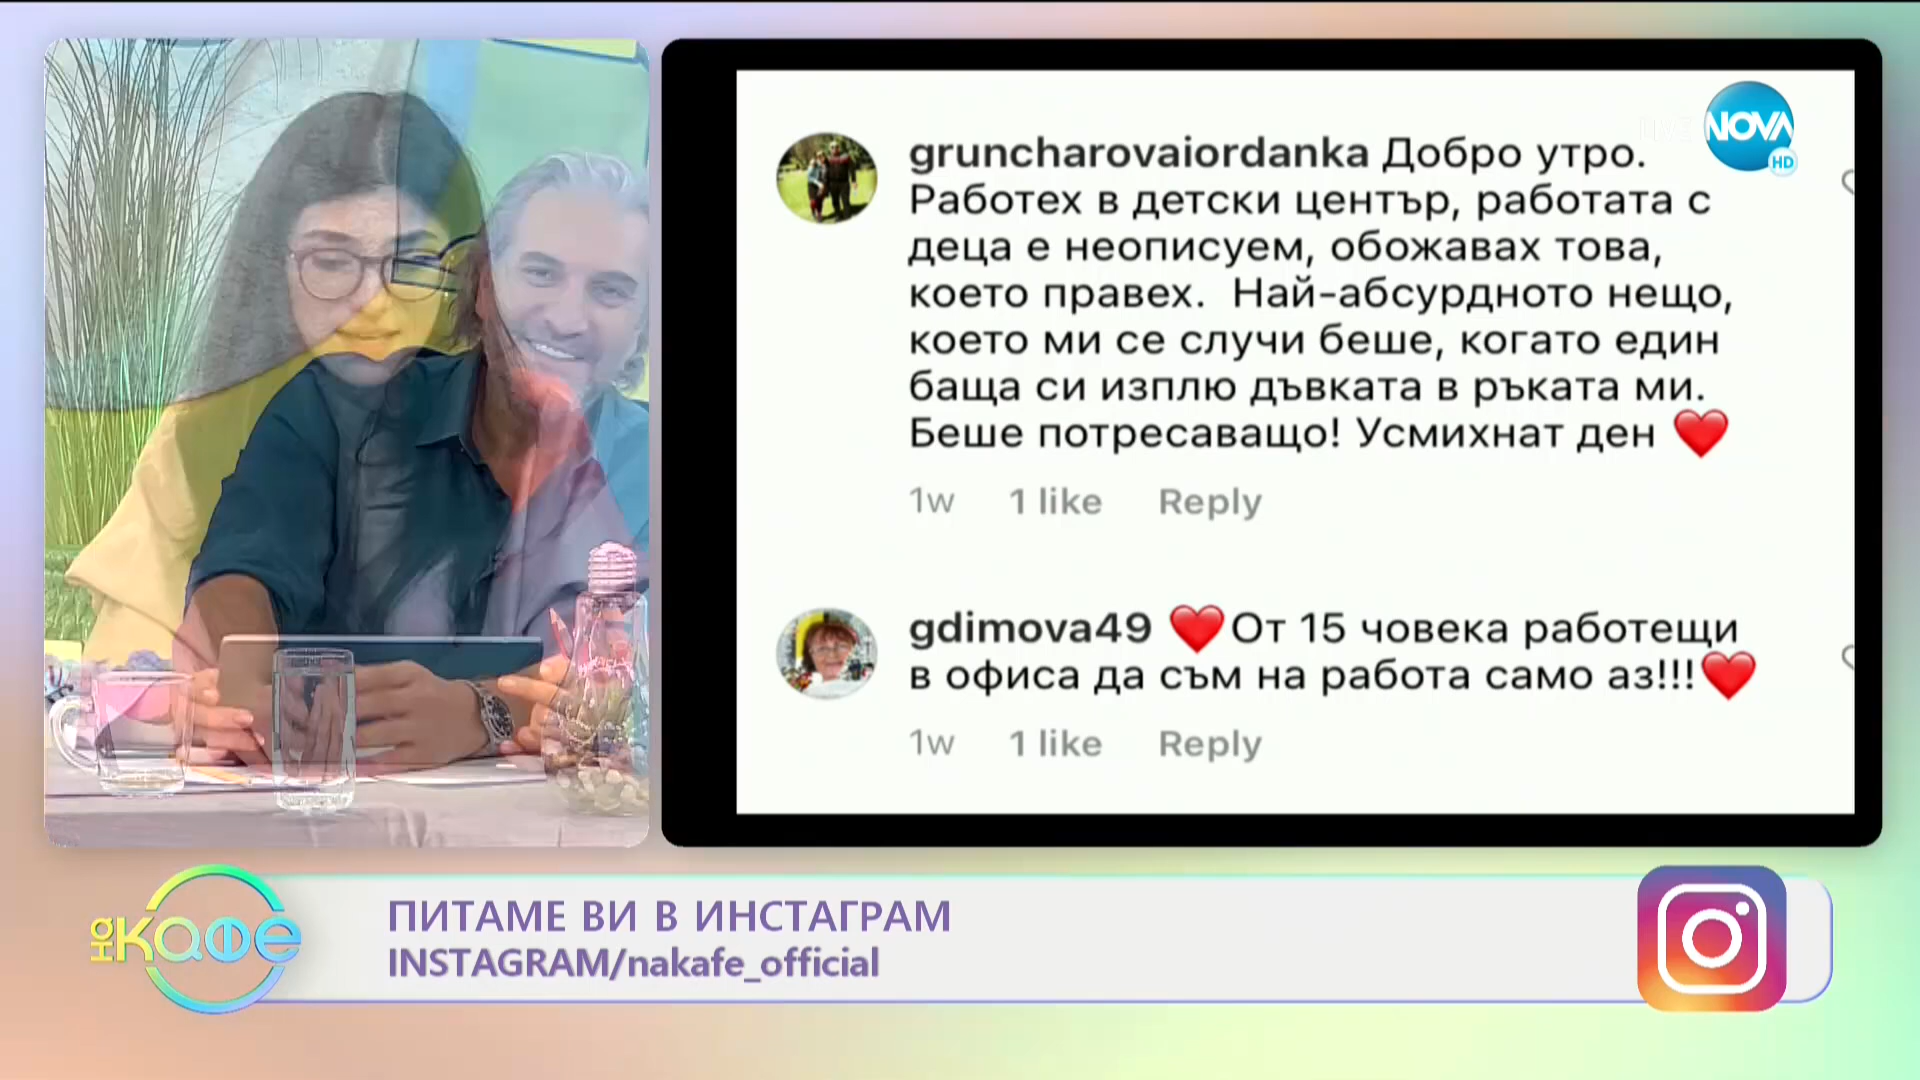 NOVA
HD
gruncharovaiordanka Добро утро.
Работех в детски център, работата с
деца е неописуем, обожавах това,
което правех. Най-абсурдното нещо,
което ми се случи беше, когато един
баща си изплю дъвката в ръката ми.
Беше потресаващо! Усмихнат ден ❤️
1w 1 like Reply
gdimova49 ❤️От 15 човека работещи
в офиса да съм на работа само аз!!!❤️
1w 1 like Reply
на кафе
ПИТАМЕ ВИ В ИНСТАГРАМ
INSTAGRAM/nakafe_official